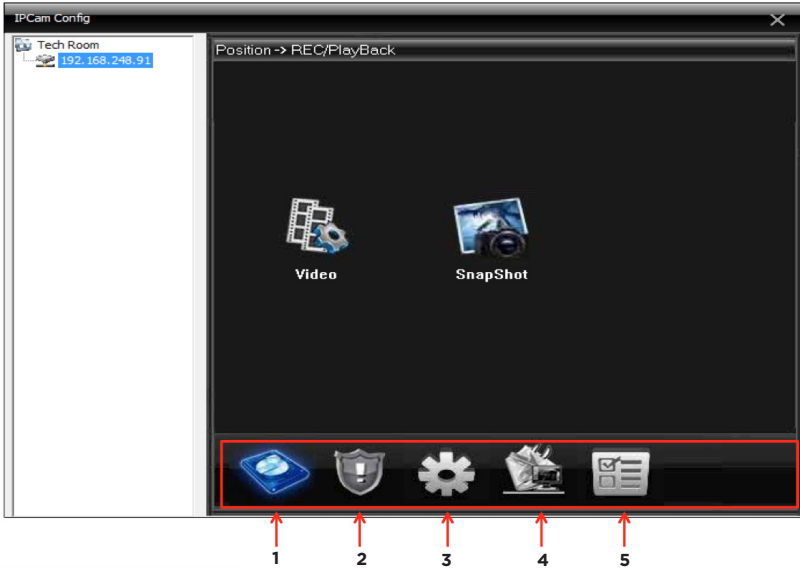 IPCam Config
Tech Room
192.168.248.91
Position -> REC/PlayBack
Video
SnapShot
1
2
3
4
5